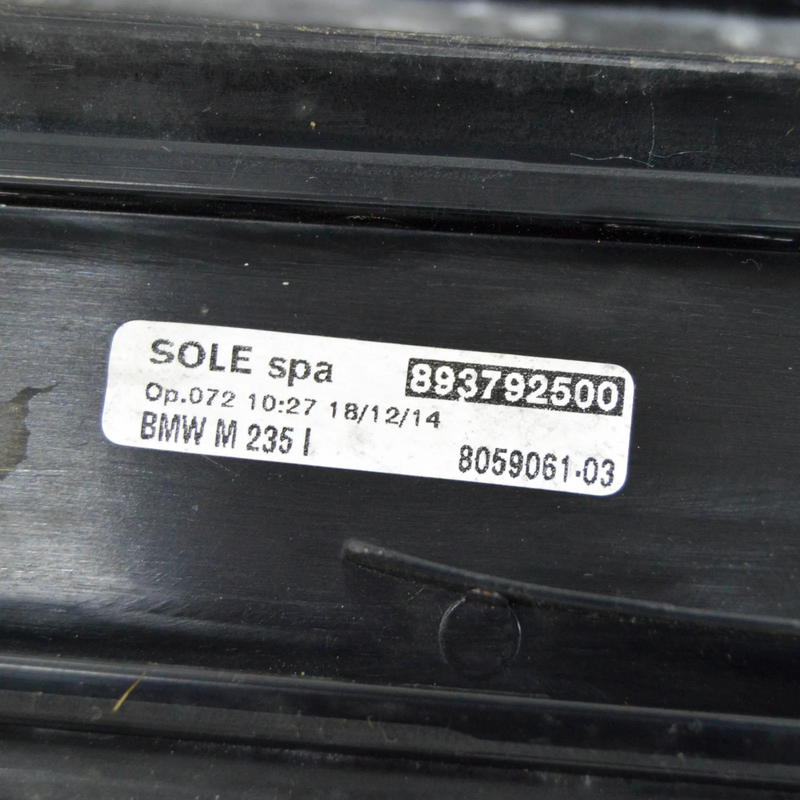 SOLE spa 893792500
Op.072 10:27 18/12/14
BMW M 235 I 8059061-03